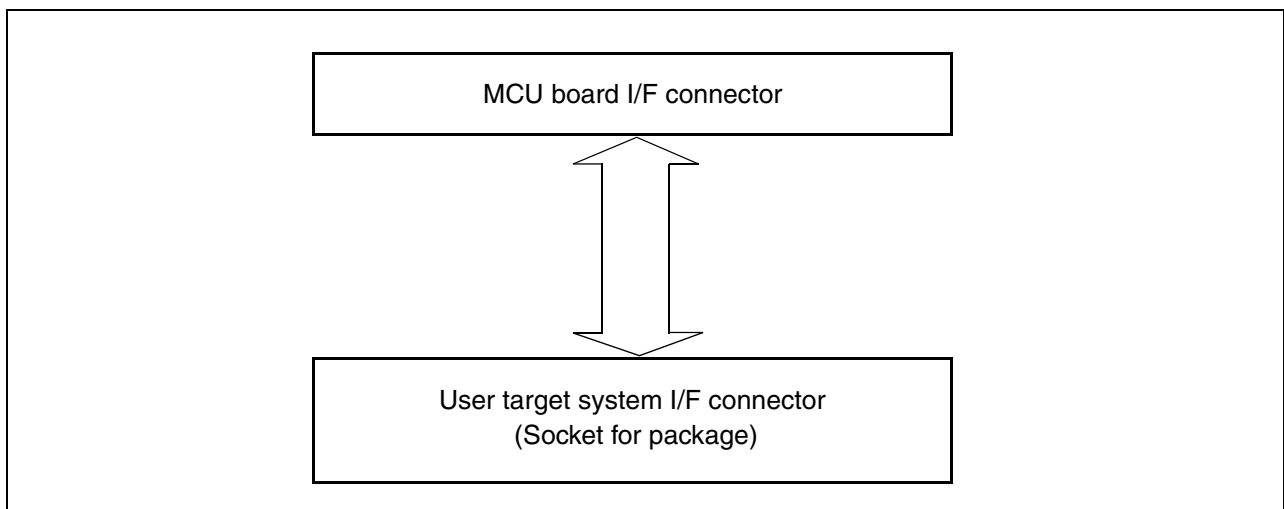 MCU board I/F connector
User target system I/F connector
(Socket for package)